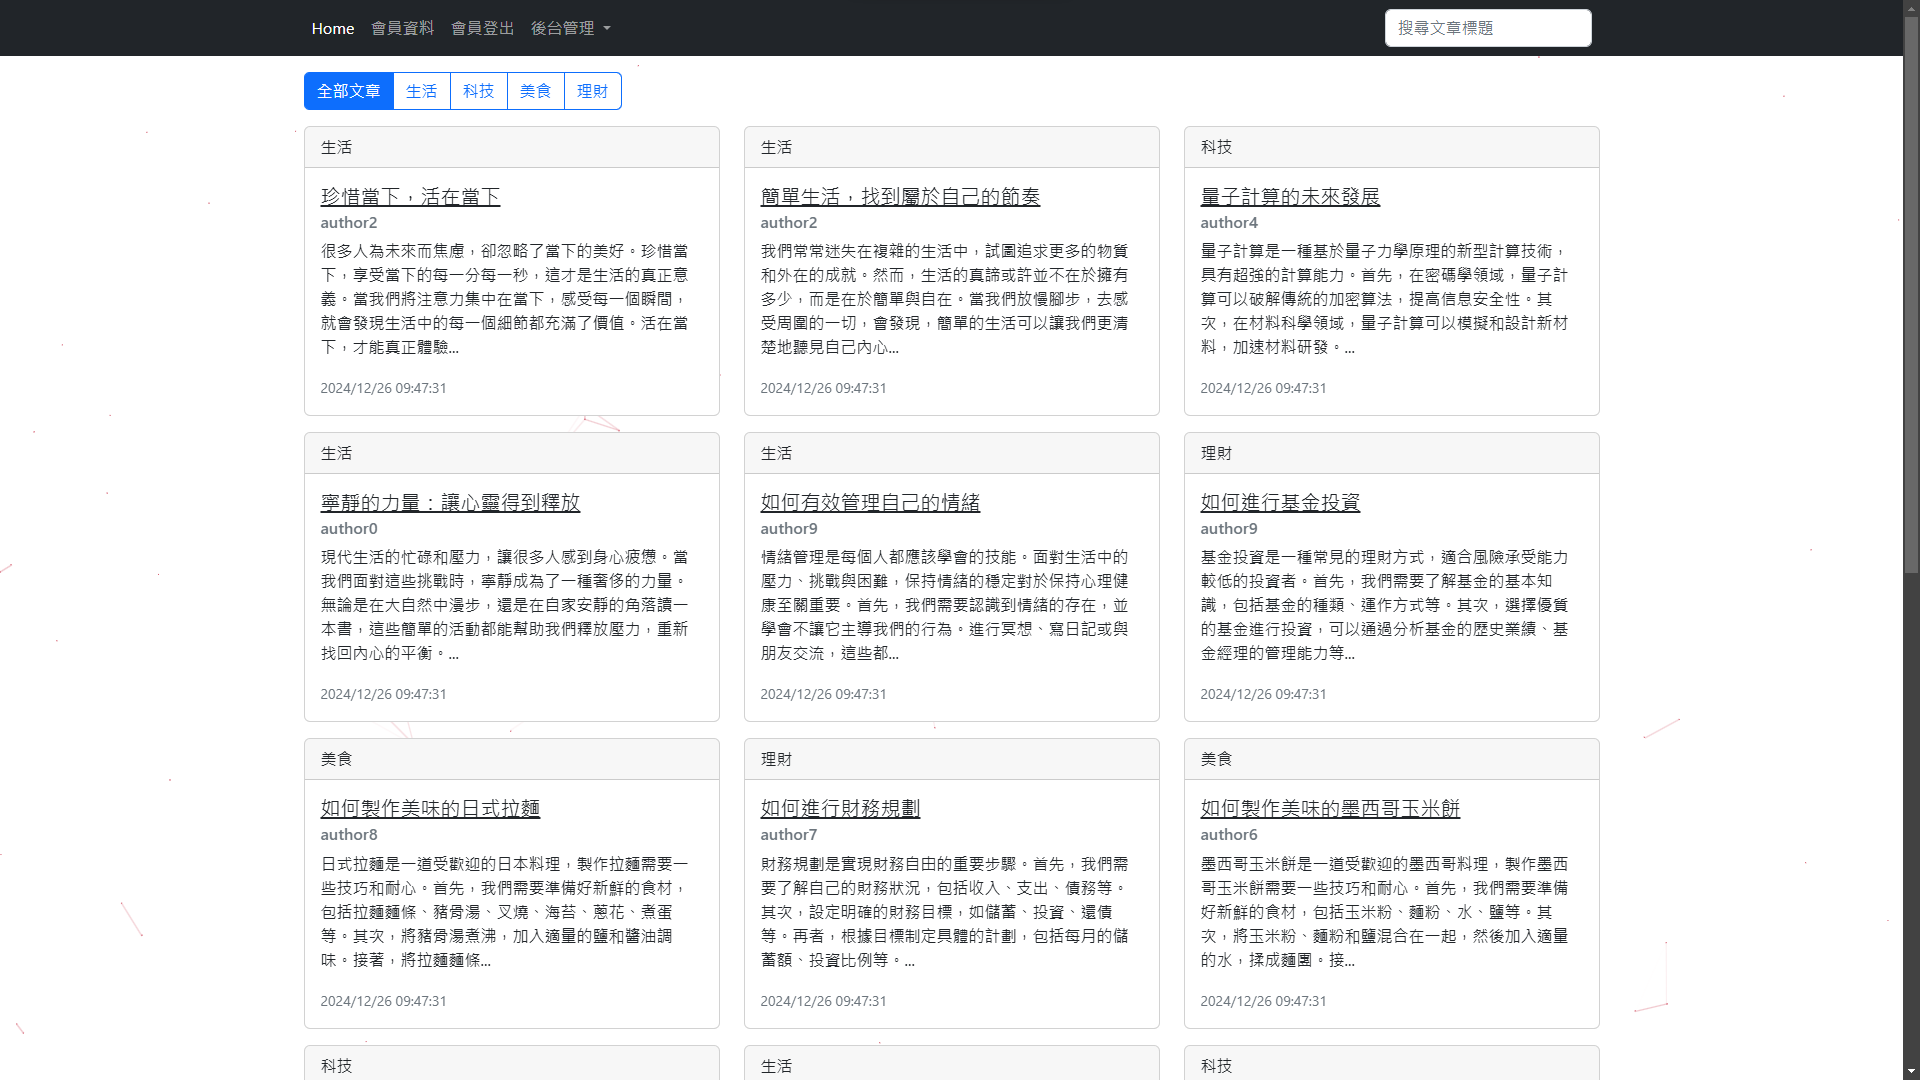 Home 會員資料 會員登出 後台管理 搜尋文章標題
全部文章 生活 科技 美食 理財
生活
珍惜當下，活在當下
author2
很多人為未來而焦慮，卻忽略了當下的美好。珍惜當
下，享受當下的每一分每一秒，這才是生活的真正意
義。當我們將注意力集中在當下，感受每一個瞬間，
就會發現生活中的每一個細節都充滿了價值。活在當
下，才能真正體驗...
2024/12/26 09:47:31
生活
簡單生活，找到屬於自己的節奏
author2
我們常常迷失在複雜的生活中，試圖追求更多的物質
和外在的成就。然而，生活的真諦或許並不在於擁有
多少，而是在於簡單與自在。當我們放慢腳步，去感
受周圍的一切，會發現，簡單的生活可以讓我們更清
楚地聽見自己內心...
2024/12/26 09:47:31
科技
量子計算的未來發展
author4
量子計算是一種基於量子力學原理的新型計算技術，
具有超強的計算能力。首先，在密碼學領域，量子計
算可以破解傳統的加密算法，提高信息安全性。其
次，在材料科學領域，量子計算可以模擬和設計新材
料，加速材料研發。...
2024/12/26 09:47:31
生活
寧靜的力量：讓心靈得到釋放
author0
現代生活的忙碌和壓力，讓很多人感到身心疲憊。當
我們面對這些挑戰時，寧靜成為了一種奢侈的力量。
無論是在大自然中漫步，還是在自家安靜的角落讀一
本書，這些簡單的活動都能幫助我們釋放壓力，重新
找回內心的平衡。...
2024/12/26 09:47:31
生活
如何有效管理自己的情緒
author9
情緒管理是每個人都應該學會的技能。面對生活中的
壓力、挑戰與困難，保持情緒的穩定對於保持心理健
康至關重要。首先，我們需要認識到情緒的存在，並
學會不讓它主導我們的行為。進行冥想、寫日記或與
朋友交流，這些都...
2024/12/26 09:47:31
理財
如何進行基金投資
author9
基金投資是一種常見的理財方式，適合風險承受能力
較低的投資者。首先，我們需要了解基金的基本知
識，包括基金的種類、運作方式等。其次，選擇優質
的基金進行投資，可以通過分析基金的歷史業績、基
金經理的管理能力等...
2024/12/26 09:47:31
美食
如何製作美味的日式拉麵
author8
日式拉麵是一道受歡迎的日本料理，製作拉麵需要一
些技巧和耐心。首先，我們需要準備好新鮮的食材，
包括拉麵麵條、豬骨湯、叉燒、海苔、蔥花、煮蛋
等。其次，將豬骨湯煮沸，加入適量的鹽和醬油調
味。接著，將拉麵麵條...
2024/12/26 09:47:31
理財
如何進行財務規劃
author7
財務規劃是實現財務自由的重要步驟。首先，我們需
要了解自己的財務狀況，包括收入、支出、債務等。
其次，設定明確的財務目標，如儲蓄、投資、還債
等。再者，根據目標制定具體的計劃，包括每月的儲
蓄額、投資比例等。...
2024/12/26 09:47:31
美食
如何製作美味的墨西哥玉米餅
author6
墨西哥玉米餅是一道受歡迎的墨西哥料理，製作墨西
哥玉米餅需要一些技巧和耐心。首先，我們需要準備
好新鮮的食材，包括玉米粉、麵粉、水、鹽等。其
次，將玉米粉、麵粉和鹽混合在一起，然後加入適量
的水，揉成麵團。接...
2024/12/26 09:47:31
科技
生活
科技